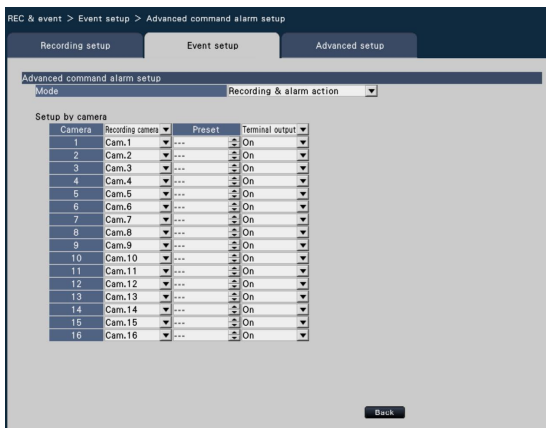 REC & event > Event setup > Advanced command alarm setup
Recording setup Event setup Advanced setup
Advanced command alarm setup
Mode Recording & alarm action
Setup by camera
Camera Recording camera Preset Terminal output
1 Cam.1 --- On
2 Cam.2 --- On
3 Cam.3 --- On
4 Cam.4 --- On
5 Cam.5 --- On
6 Cam.6 --- On
7 Cam.7 --- On
8 Cam.8 --- On
9 Cam.9 --- On
10 Cam.10 --- On
11 Cam.11 --- On
12 Cam.12 --- On
13 Cam.13 --- On
14 Cam.14 --- On
15 Cam.15 --- On
16 Cam.16 --- On
Back